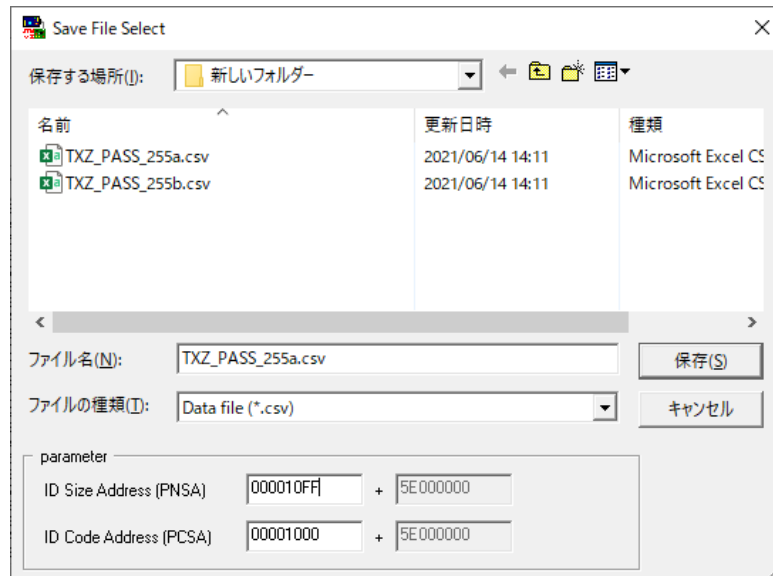 Save File Select
保存する場所(I): 新しいフォルダー
名前 更新日時 種類
TXZ_PASS_255a.csv 2021/06/14 14:11 Microsoft Excel CS
TXZ_PASS_255b.csv 2021/06/14 14:11 Microsoft Excel CS
ファイル名(N): TXZ_PASS_255a.csv 保存(S)
ファイルの種類(T): Data file (*.csv) キャンセル
parameter
ID Size Address (PNSA) 000010FF + 5E000000
ID Code Address (PCSA) 00001000 + 5E000000